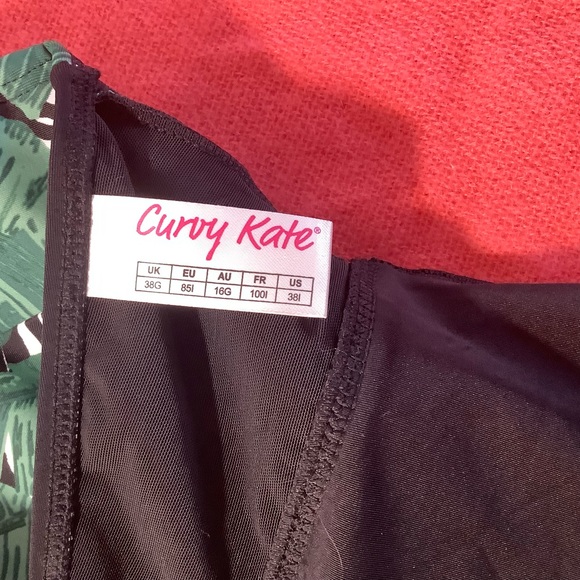 Curvy Kate®
UK EU AU FR US
38G 85I 16G 100I 38I